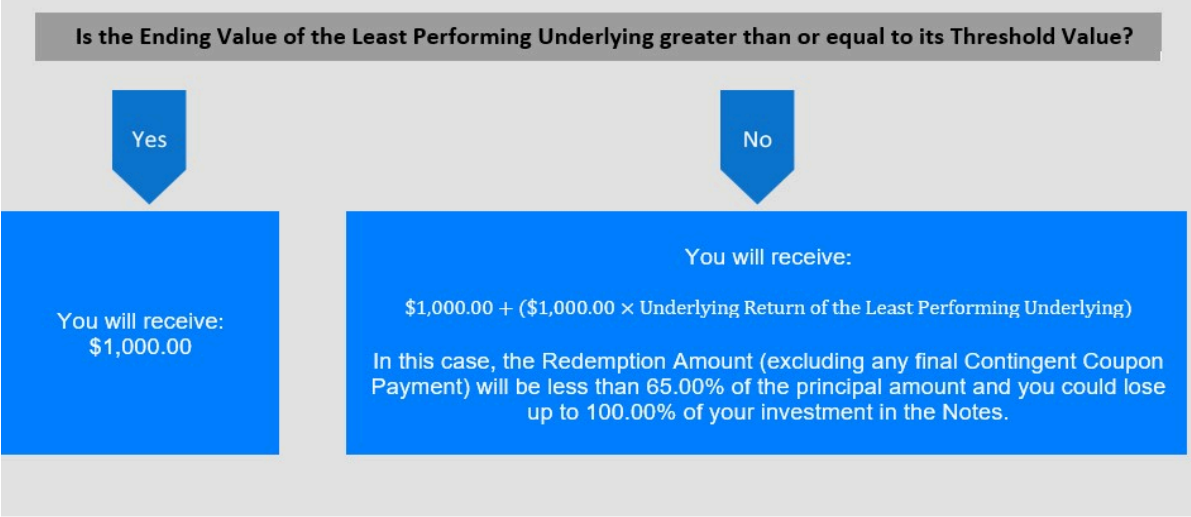 Is the Ending Value of the Least Performing Underlying greater than or equal to its Threshold Value?
Yes
No
You will receive:
$1,000.00
You will receive:
$1,000.00 + ($1,000.00 × Underlying Return of the Least Performing Underlying)
In this case, the Redemption Amount (excluding any final Contingent Coupon
Payment) will be less than 65.00% of the principal amount and you could lose
up to 100.00% of your investment in the Notes.